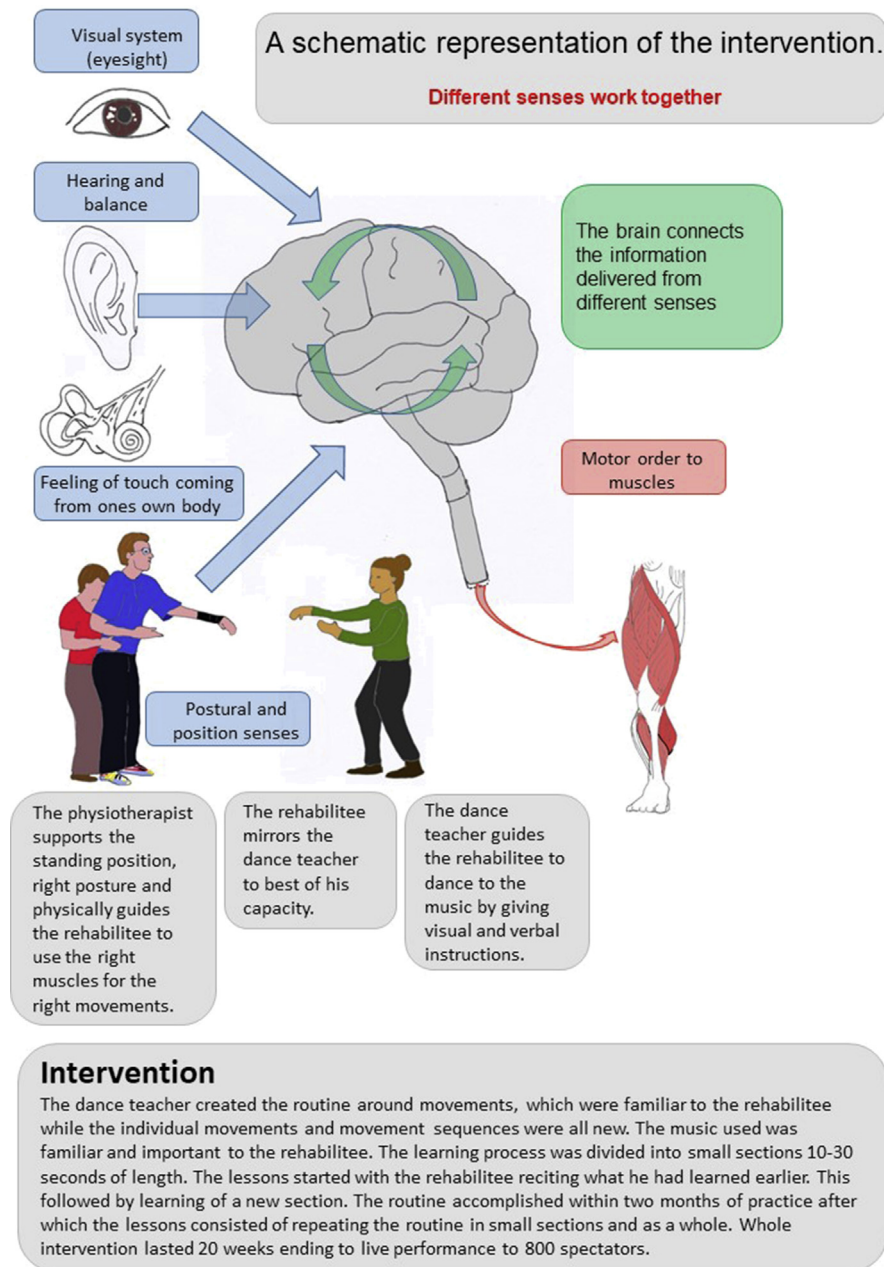 Visual system
(eyesight)
A schematic representation of the intervention.
Different senses work together
Hearing and
balance
The brain connects
the information
delivered from
different senses
Feeling of touch coming
from ones own body
Motor order to
muscles
Postural and
position senses
The physiotherapist
supports the
standing position,
right posture and
physically guides
the rehabilitee to
use the right
muscles for the
right movements.
The rehabilitee
mirrors the
dance teacher
to best of his
capacity.
The dance
teacher guides
the rehabilitee to
dance to the
music by giving
visual and verbal
instructions.
Intervention
The dance teacher created the routine around movements, which were familiar to the rehabilitee
while the individual movements and movement sequences were all new. The music used was
familiar and important to the rehabilitee. The learning process was divided into small sections 10-30
seconds of length. The lessons started with the rehabilitee reciting what he had learned earlier. This
followed by learning of a new section. The routine accomplished within two months of practice after
which the lessons consisted of repeating the routine in small sections and as a whole. Whole
intervention lasted 20 weeks ending to live performance to 800 spectators.